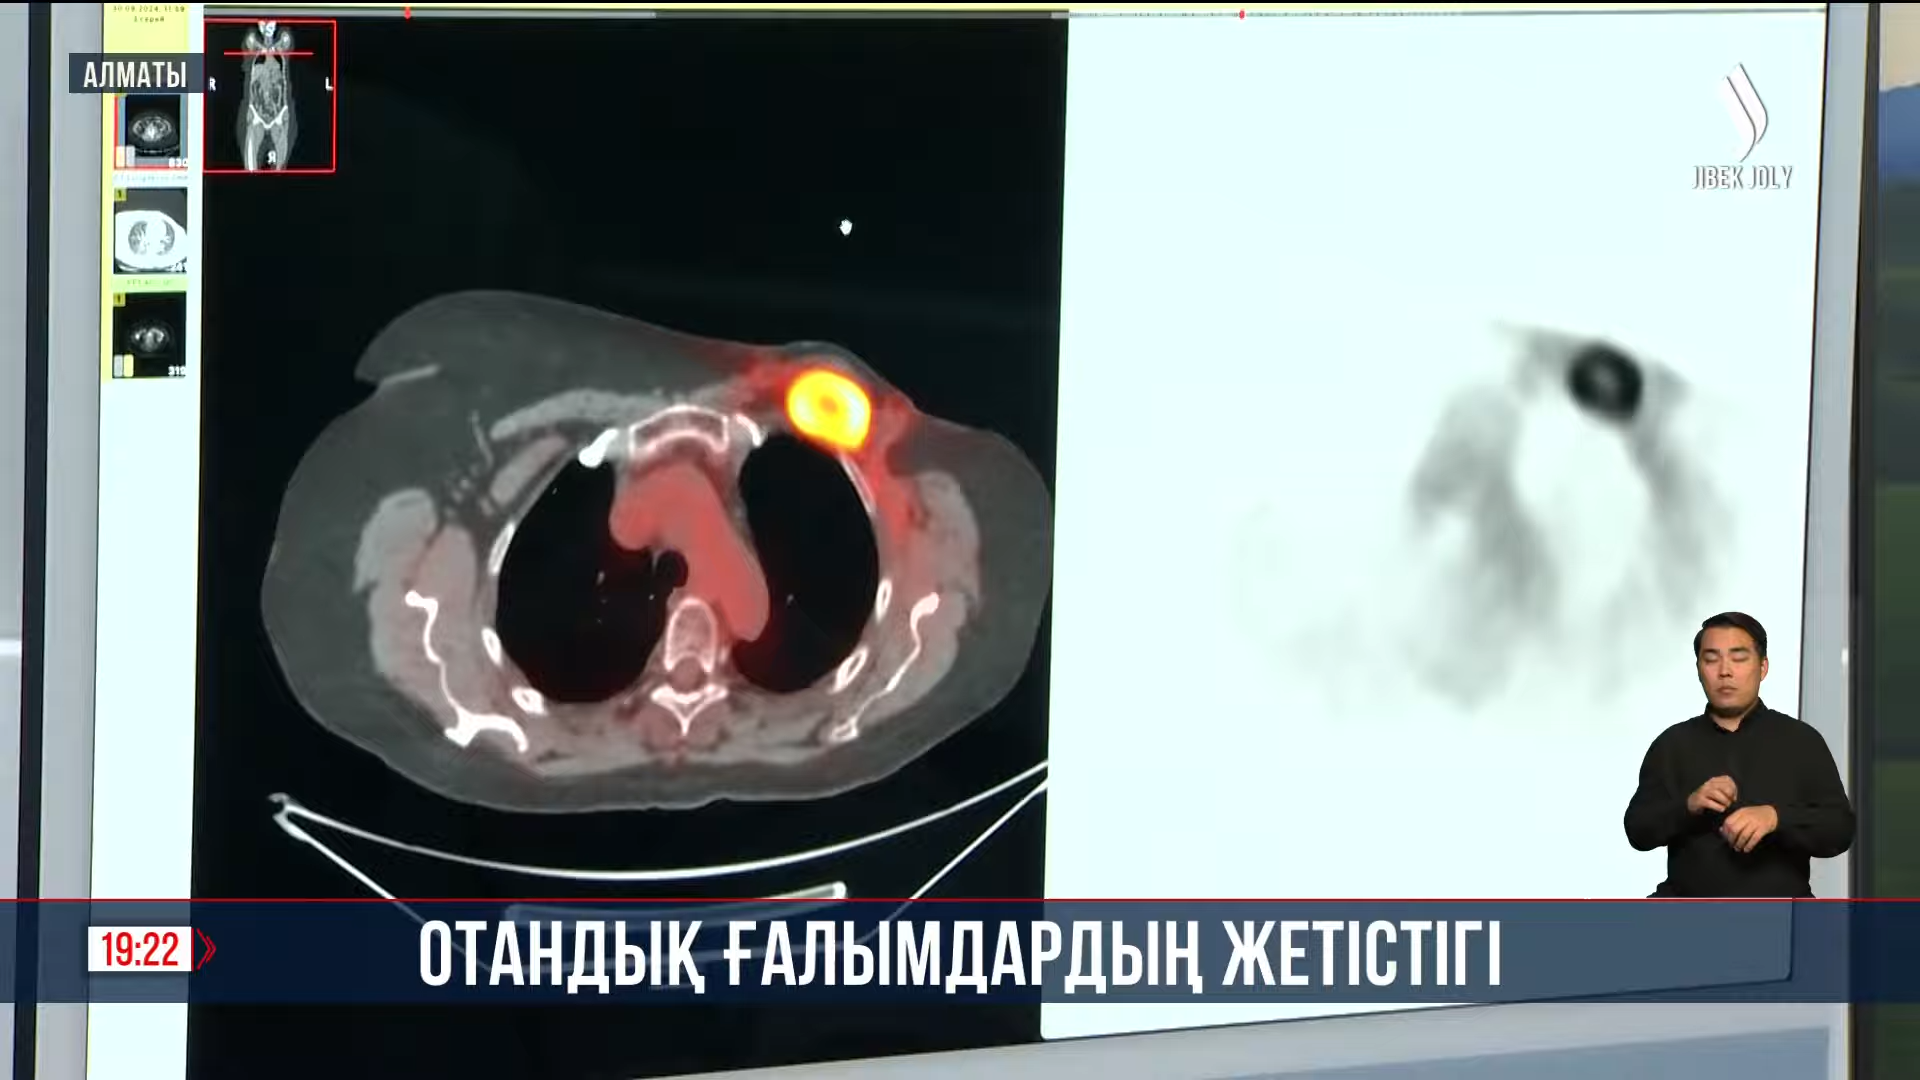 АЛМАТЫ
R
L
JIBEK JOLY
19:22
ОТАНДЫҚ ҒАЛЫМДАРДЫҢ ЖЕТІСТІГІ